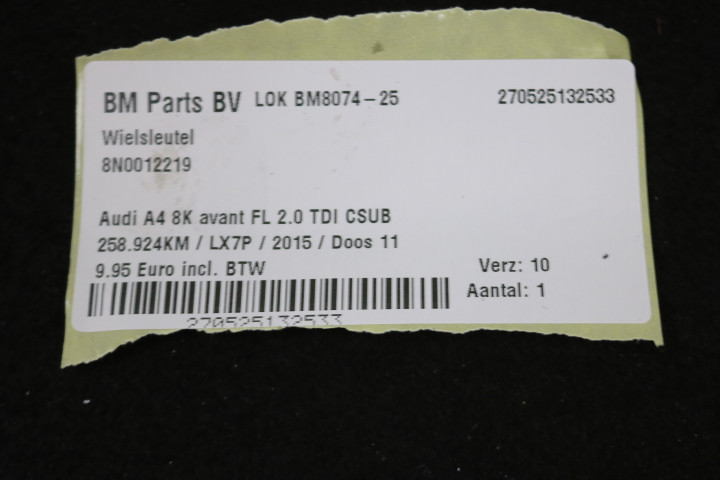 BM Parts BV LOK BM8074-25 270525132533
Wielsleutel
8N0012219
Audi A4 8K avant FL 2.0 TDI CSUB
258.924KM / LX7P / 2015 / Doos 11
9.95 Euro incl. BTW Verz: 10
Aantal: 1
270525132533